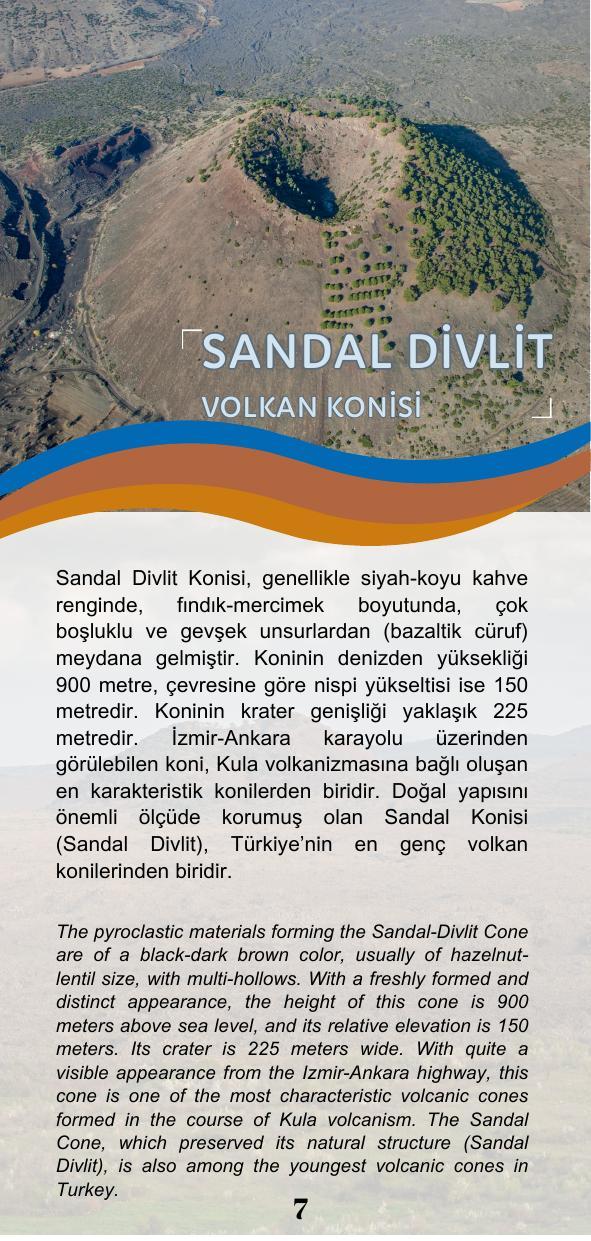 SANDAL DİVLİT
VOLKAN KONİSİ
Sandal Divlit Konisi, genellikle siyah-koyu kahve
renginde, fındık-mercimek boyutunda, çok
boşluklu ve gevşek unsurlardan (bazaltik cüruf)
meydana gelmiştir. Koninin denizden yüksekliği
900 metre, çevresine göre nispi yükseltisi ise 150
metredir. Koninin krater genişliği yaklaşık 225
metredir. İzmir-Ankara karayolu üzerinden
görülebilen koni, Kula volkanizmasına bağlı oluşan
en karakteristik konilerden biridir. Doğal yapısını
önemli ölçüde korumuş olan Sandal Konisi
(Sandal Divlit), Türkiye’nin en genç volkan
konilerinden biridir.
The pyroclastic materials forming the Sandal-Divlit Cone
are of a black-dark brown color, usually of hazelnut-
lentil size, with multi-hollows. With a freshly formed and
distinct appearance, the height of this cone is 900
meters above sea level, and its relative elevation is 150
meters. Its crater is 225 meters wide. With quite a
visible appearance from the Izmir-Ankara highway, this
cone is one of the most characteristic volcanic cones
formed in the course of Kula volcanism. The Sandal
Cone, which preserved its natural structure (Sandal
Divlit), is also among the youngest volcanic cones in
Turkey.
7